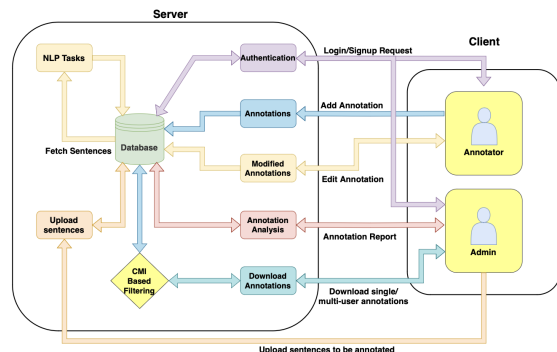 Server
Client
NLP Tasks
Authentication
Login/Signup Request
Annotations
Add Annotation
Annotator
Database
Fetch Sentences
Modified
Annotations
Edit Annotation
Upload
sentences
Annotation
Analysis
Annotation Report
Admin
CMI
Based
Filtering
Download
Annotations
Download single/
multi-user annotations
Upload sentences to be annotated